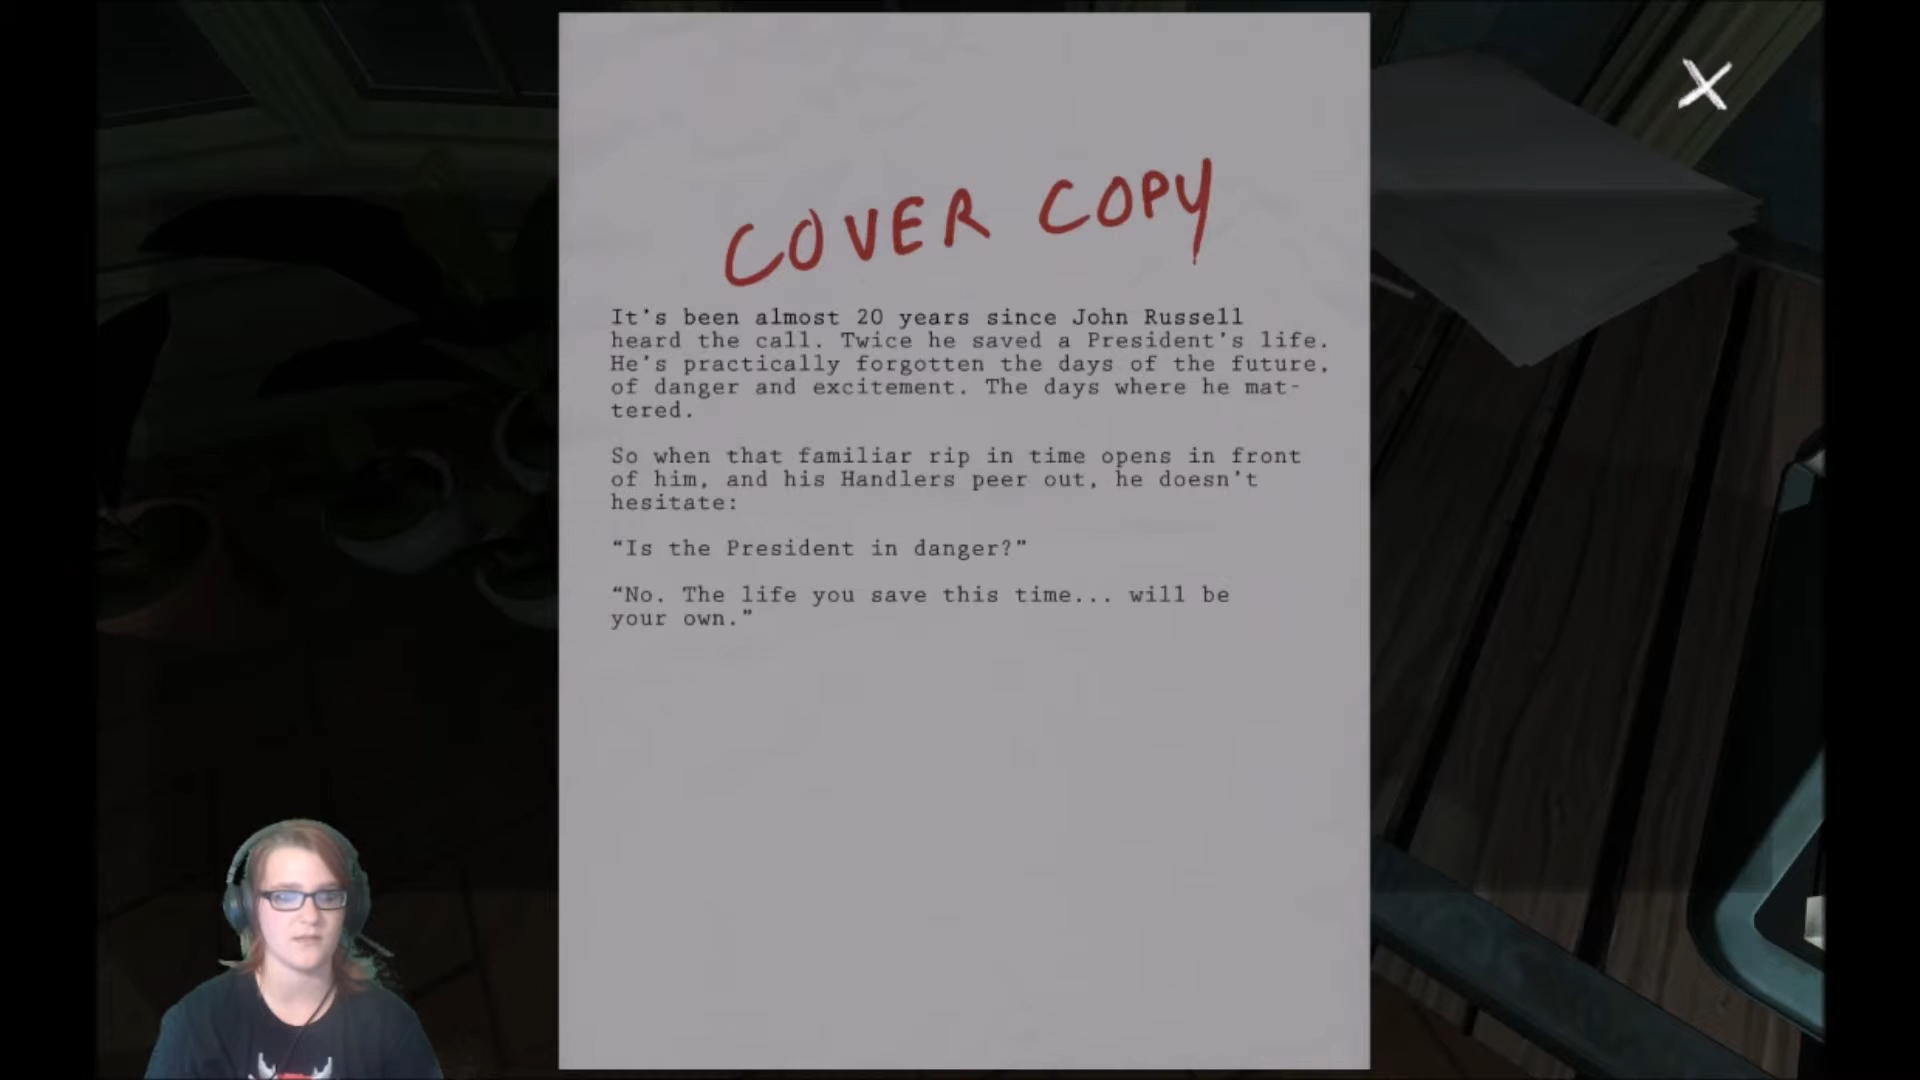 COVER COPY
It's been almost 20 years since John Russell
heard the call. Twice he saved a President's life.
He's practically forgotten the days of the future,
of danger and excitement. The days where he mat-
tered.
So when that familiar rip in time opens in front
of him, and his Handlers peer out, he doesn't
hesitate:
“Is the President in danger?”
“No. The life you save this time... will be
your own.”